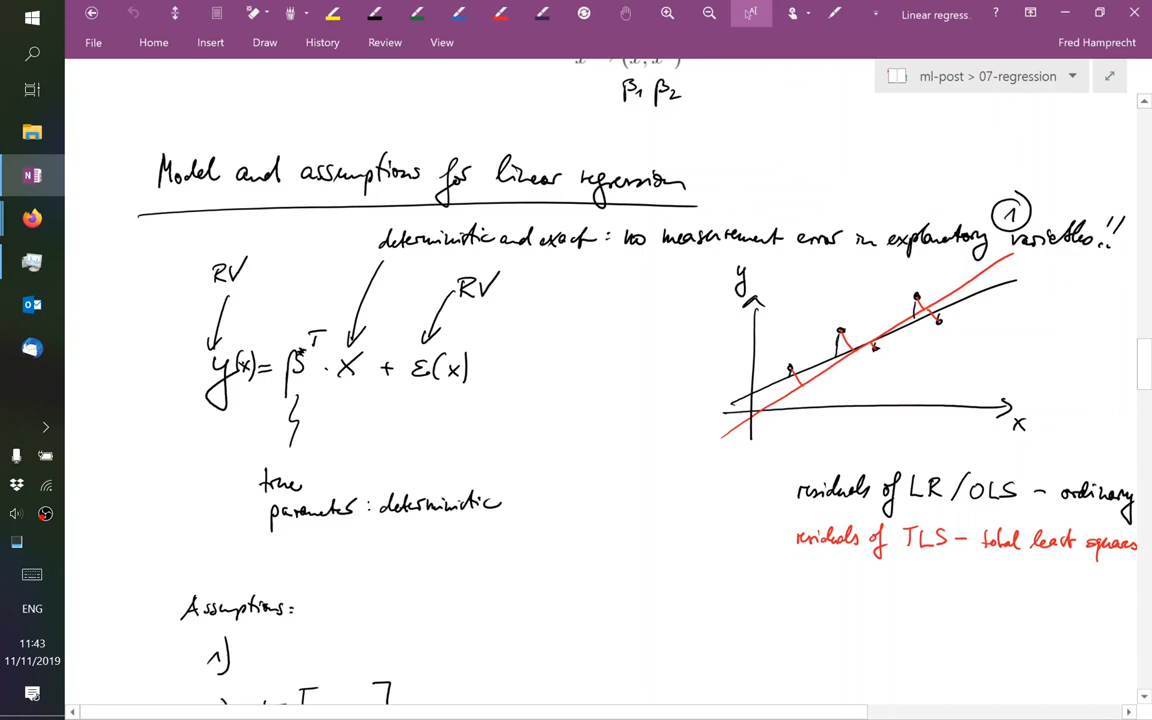 Linear regress...
?
File Home Insert Draw History Review View
Fred Hamprecht
ml-post > 07-regression
β₁ β₂
Model and assumptions for linear regression
1
deterministic and exact: no measurement error in explanatory variables!!
RV
RV
y(x) = β*ᵀ · X + ε(x)
true
parameter: deterministic
y
x
residuals of LR/OLS – ordinary
residuals of TLS – total least squares
Assumptions:
1)
ENG
11:43
11/11/2019